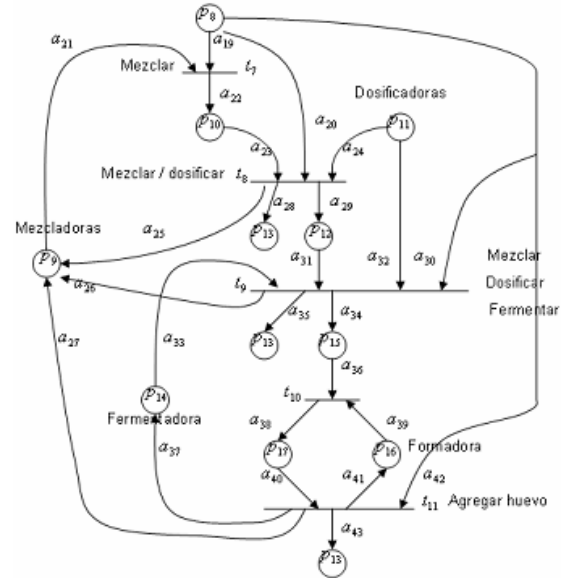 p8
a21
a19
Mezclar
t7
a22
Dosificadoras
p10
a20
p11
a23
a24
Mezclar / dosificar
t8
a28
a29
Mezcladoras
a25
p13
p12
p9
a31
a32
a30
Mezclar
Dosificar
Fermentar
a26
t9
a35
a34
a27
a33
p13
p15
a36
p14
t10
Fermentadora
a38
a39
a37
p17
p16
Formadora
a40
a41
a42
t11
Agregar huevo
a43
p13